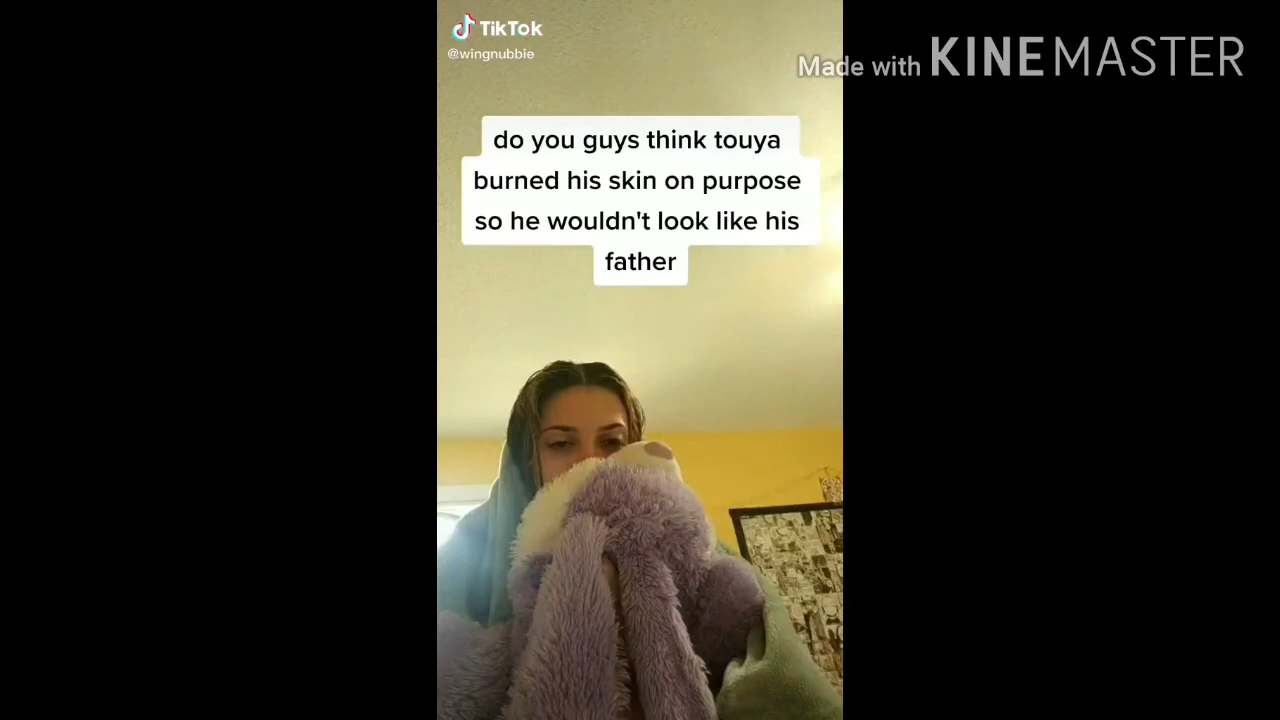 TikTok
@wingnubbie
Made with KINEMASTER
do you guys think touya
burned his skin on purpose
so he wouldn't look like his
father